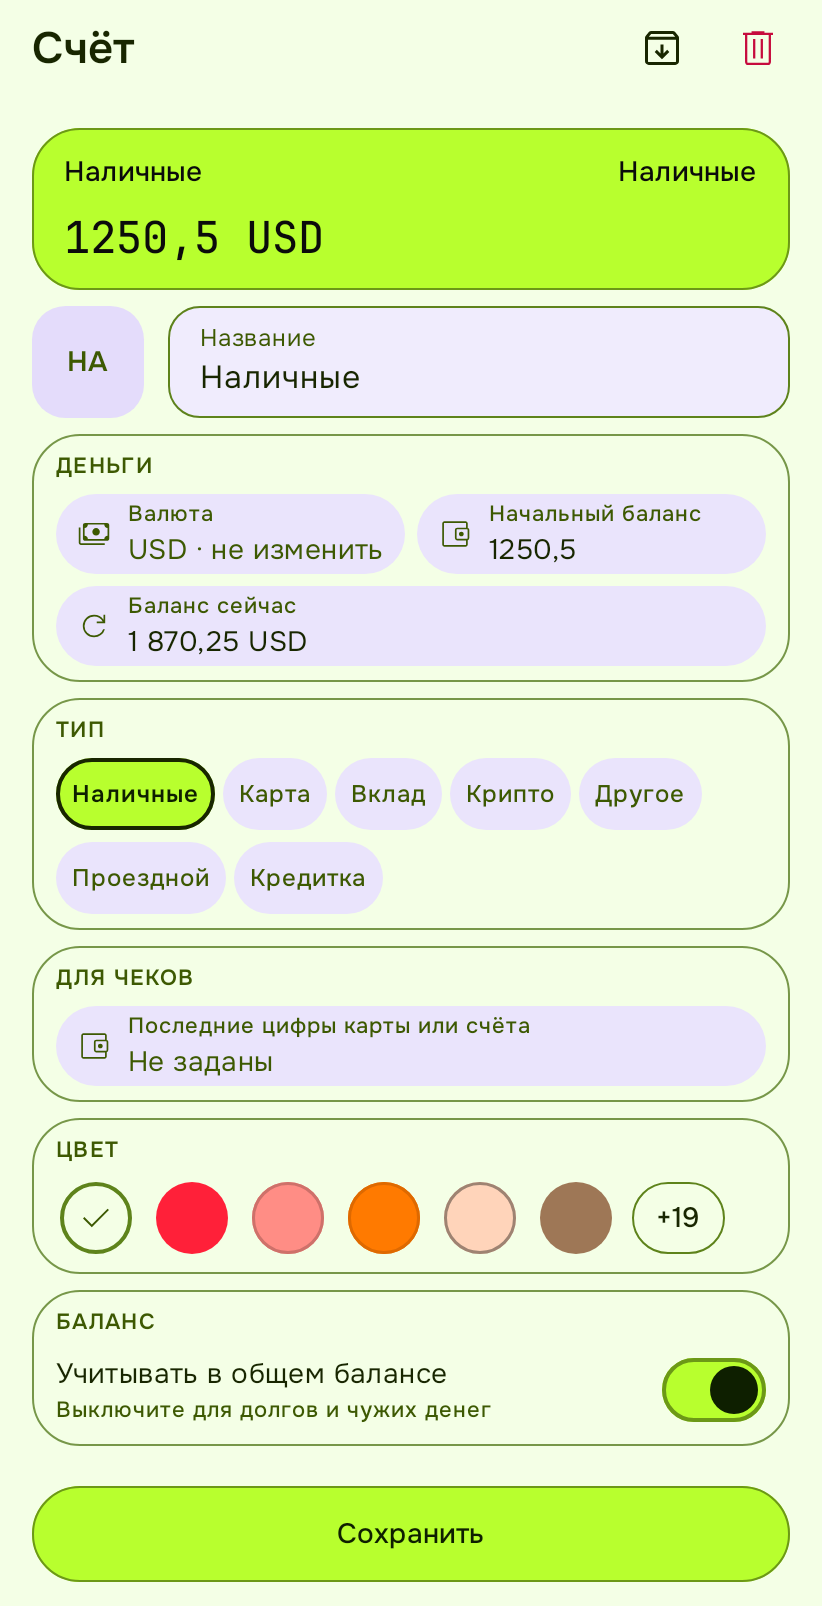 Счёт
Наличные Наличные
1250,5 USD
НА
Название
Наличные
ДЕНЬГИ
Валюта
USD · не изменить
Начальный баланс
1250,5
Баланс сейчас
1 870,25 USD
ТИП
Наличные Карта Вклад Крипто Другое
Проездной Кредитка
ДЛЯ ЧЕКОВ
Последние цифры карты или счёта
Не заданы
ЦВЕТ
+19
БАЛАНС
Учитывать в общем балансе
Выключите для долгов и чужих денег
Сохранить